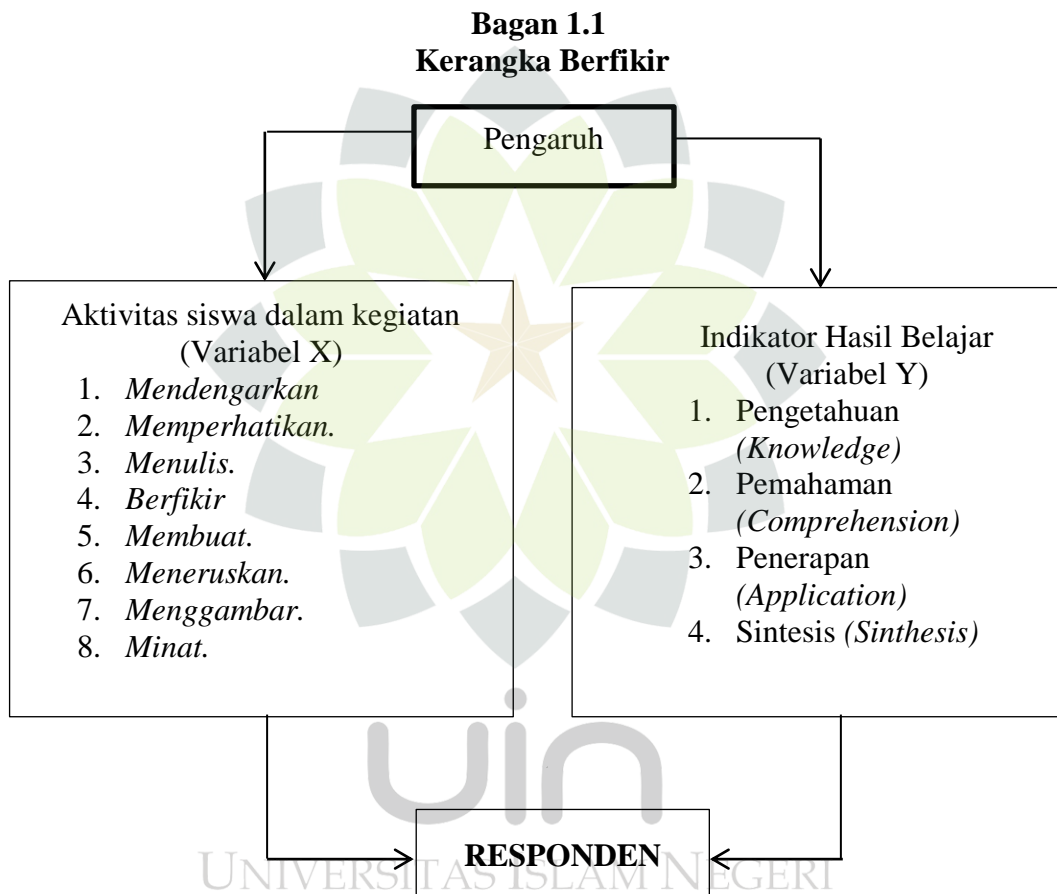 Bagan 1.1
Kerangka Berfikir
Pengaruh
Aktivitas siswa dalam kegiatan
(Variabel X)
1. Mendengarkan
2. Memperhatikan.
3. Menulis.
4. Berfikir
5. Membuat.
6. Meneruskan.
7. Menggambar.
8. Minat.
Indikator Hasil Belajar
(Variabel Y)
1. Pengetahuan
(Knowledge)
2. Pemahaman
(Comprehension)
3. Penerapan
(Application)
4. Sintesis (Sinthesis)
uin
RESPONDEN
UNIVERSITAS ISLAM NEGERI